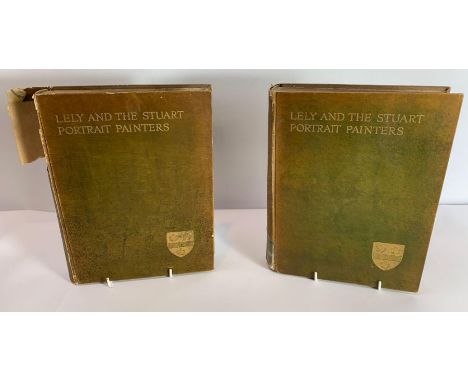 LELY AND THE STUART
PORTRAIT PAINTERS
LELY AND THE STUART
PORTRAIT PAINTERS